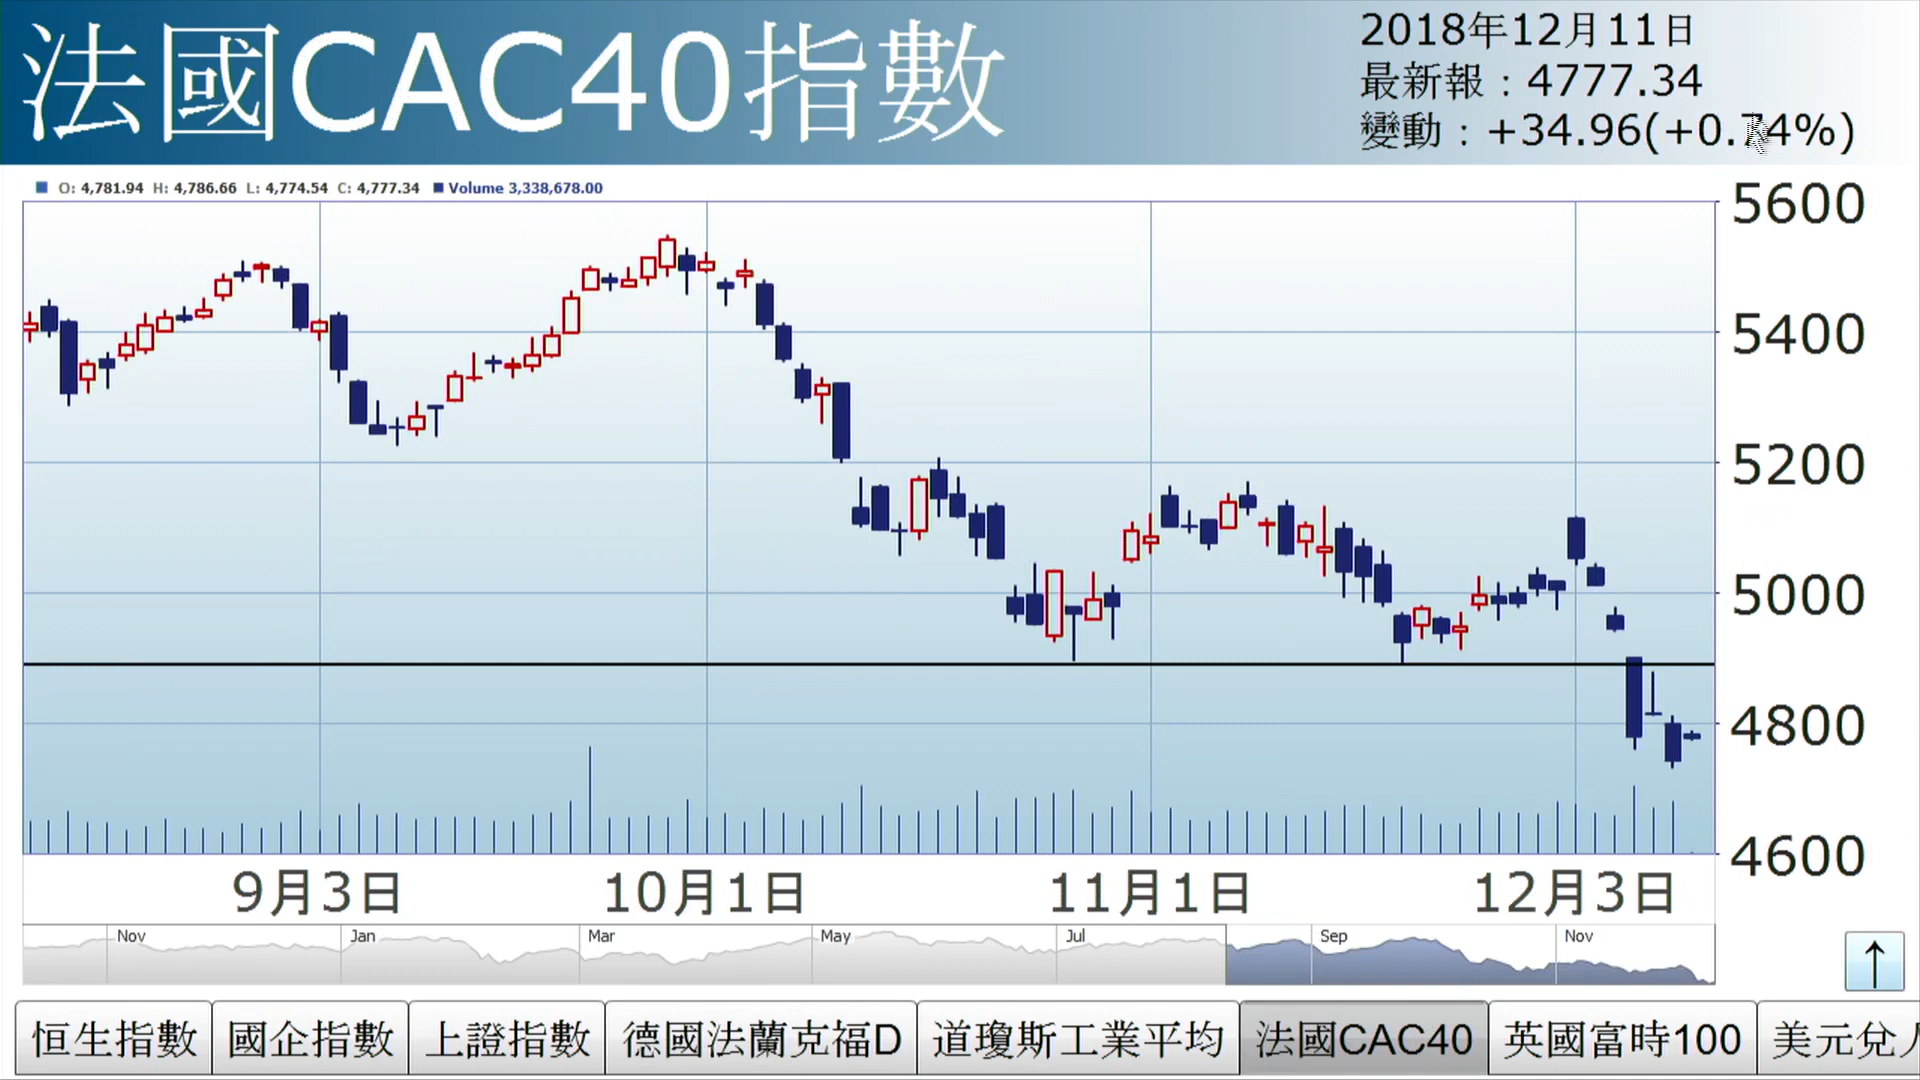 法國CAC40指數
2018年12月11日
最新報：4777.34
變動：+34.96(+0.74%)
O: 4,781.94 H: 4,786.66 L: 4,774.54 C: 4,777.34 Volume 3,338,678.00
5600
5400
5200
5000
4800
4600
9月3日 10月1日 11月1日 12月3日
Nov Jan Mar May Jul Sep Nov
恒生指數 國企指數 上證指數 德國法蘭克福D 道瓊斯工業平均 法國CAC40 英國富時100 美元兌